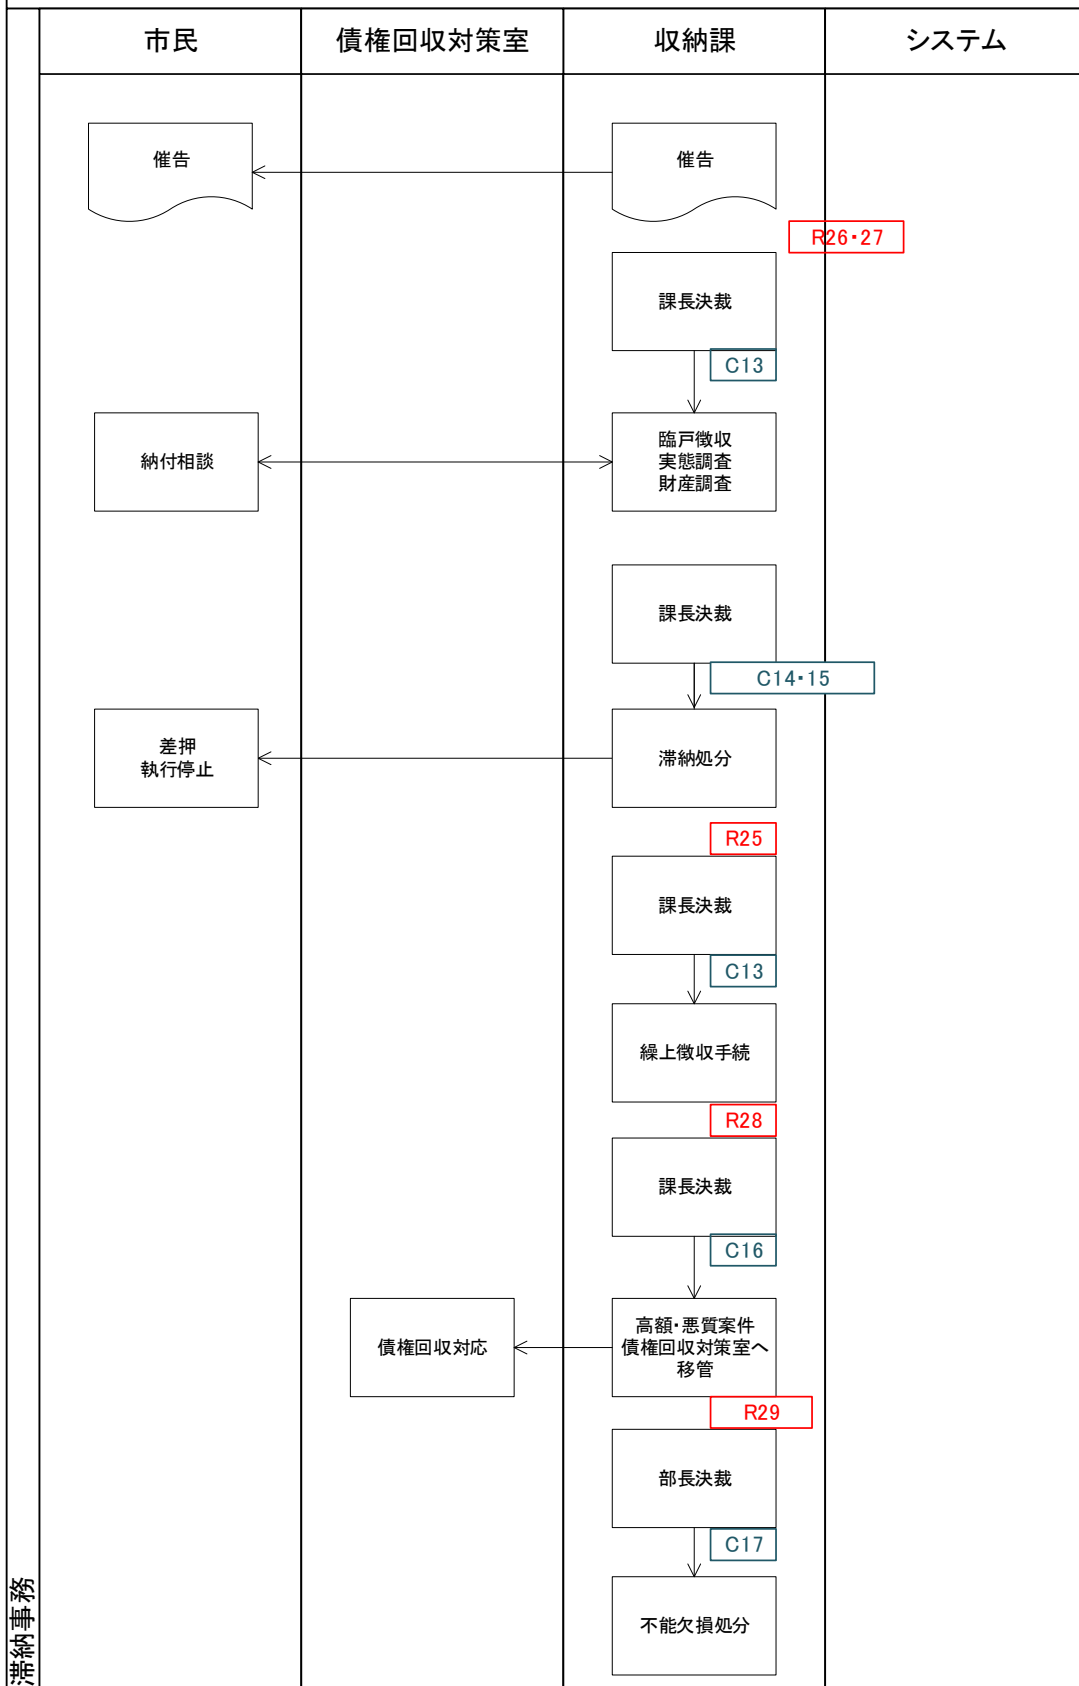 市民
債権回収対策室
収納課
システム
催告
催告
R26・27
課長決裁
C13
納付相談
臨戸徴収
実態調査
財産調査
課長決裁
C14・15
差押
執行停止
滞納処分
R25
課長決裁
C13
繰上徴収手続
R28
課長決裁
C16
債権回収対応
高額・悪質案件
債権回収対策室へ
移管
R29
部長決裁
C17
不能欠損処分
滞納事務